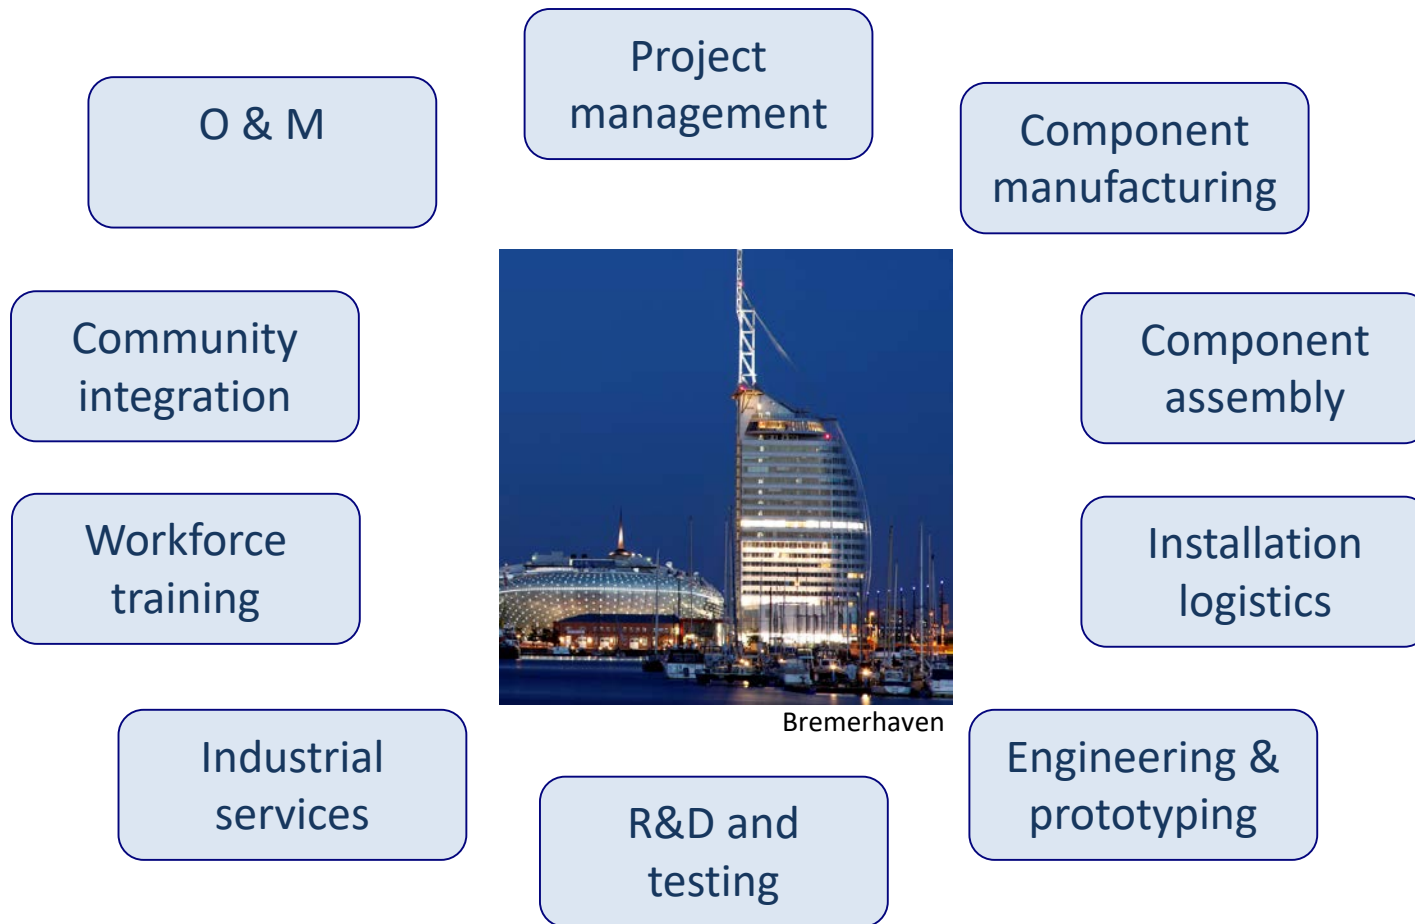 Project
management
Component
manufacturing
Component
assembly
Installation
logistics
Engineering &
prototyping
R&D and
testing
Industrial
services
Workforce
training
Community
integration
O & M
Bremerhaven